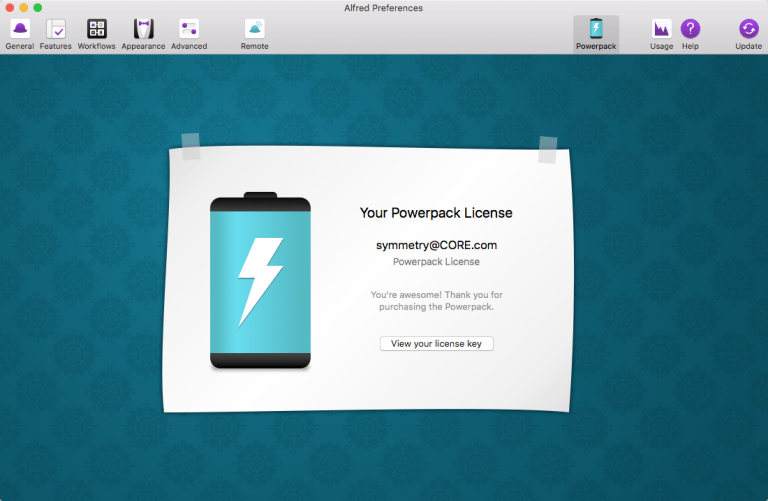 Alfred Preferences
General Features Workflows Appearance Advanced Remote Powerpack Usage Help Update
Your Powerpack License
symmetry@CORE.com
Powerpack License
You're awesome! Thank you for
purchasing the Powerpack.
View your license key